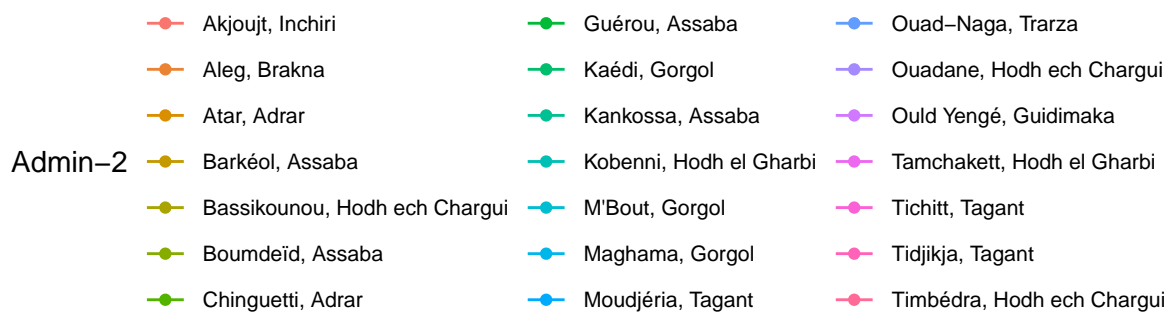 Admin−2
Akjoujt, Inchiri
Aleg, Brakna
Atar, Adrar
Barkéol, Assaba
Bassikounou, Hodh ech Chargui
Boumdeïd, Assaba
Chinguetti, Adrar
Guérou, Assaba
Kaédi, Gorgol
Kankossa, Assaba
Kobenni, Hodh el Gharbi
M'Bout, Gorgol
Maghama, Gorgol
Moudjéria, Tagant
Ouad−Naga, Trarza
Ouadane, Hodh ech Chargui
Ould Yengé, Guidimaka
Tamchakett, Hodh el Gharbi
Tichitt, Tagant
Tidjikja, Tagant
Timbédra, Hodh ech Chargui